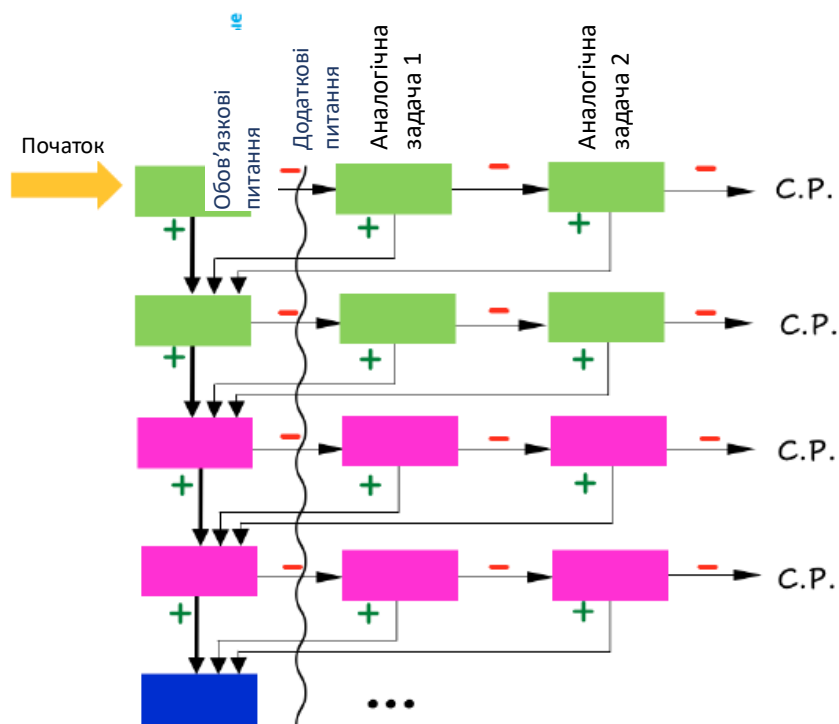 Початок
Обов’язкові
питання
Додаткові
питання
Аналогічна
задача 1
Аналогічна
задача 2
С.Р.
С.Р.
С.Р.
С.Р.